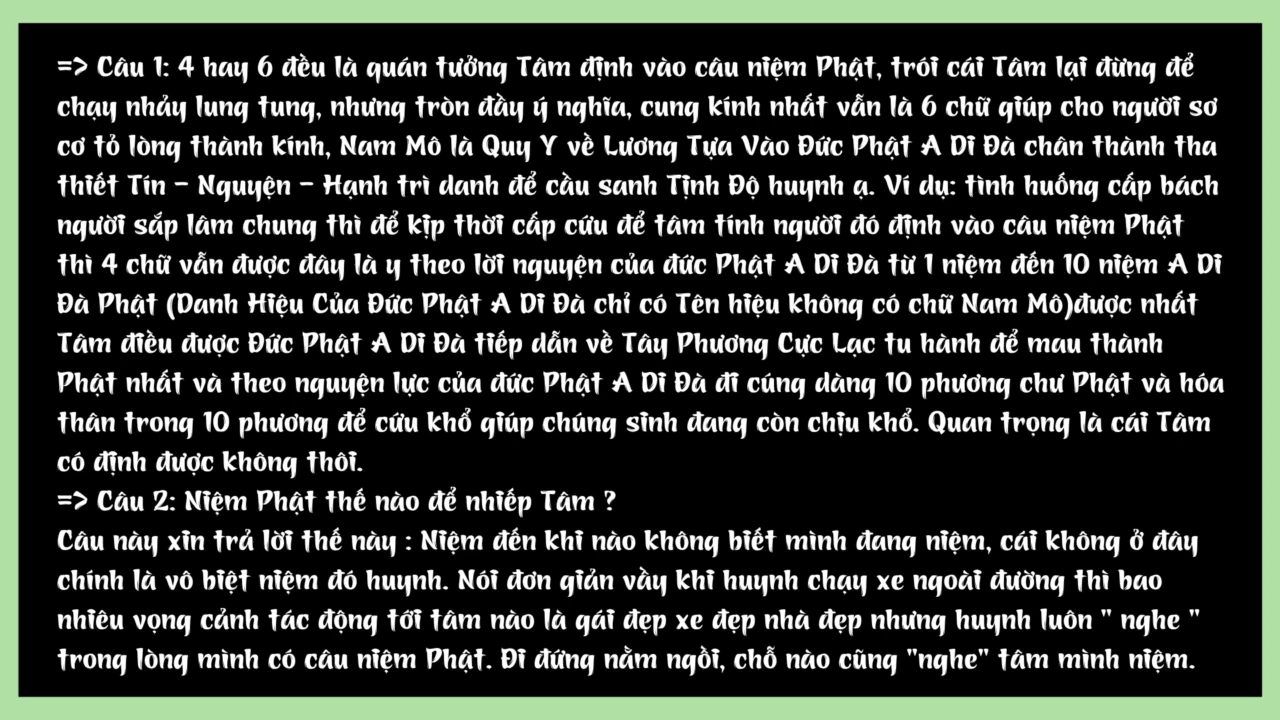 => Câu 1: 4 hay 6 đều là quán tưởng Tâm định vào câu niệm Phật, trói cái Tâm lại đừng để
chạy nhảy lung tung, nhưng tròn đầy ý nghĩa, cung kính nhất vẫn là 6 chữ giúp cho người sơ
cơ tỏ lòng thành kính, Nam Mô là Quy Y về Lương Tựa Vào Đức Phật A Di Đà chân thành tha
thiết Tín – Nguyện – Hạnh trì danh để cầu sanh Tịnh Độ huynh ạ. Ví dụ: tình huống cấp bách
người sắp lâm chung thì để kịp thời cấp cứu để tâm tính người đó định vào câu niệm Phật
thì 4 chữ vẫn được đây là y theo lời nguyện của đức Phật A Di Đà từ 1 niệm đến 10 niệm A Di
Đà Phật (Danh Hiệu Của Đức Phật A Di Đà chỉ có Tên hiệu không có chữ Nam Mô)được nhất
Tâm điều được Đức Phật A Di Đà tiếp dẫn về Tây Phương Cực Lạc tu hành để mau thành
Phật nhất và theo nguyện lực của đức Phật A Di Đà đi cúng dàng 10 phương chư Phật và hóa
thân trong 10 phương để cứu khổ giúp chúng sinh đang còn chịu khổ. Quan trọng là cái Tâm
có định được không thôi.
=> Câu 2: Niệm Phật thế nào để nhiếp Tâm ?
Câu này xin trả lời thế này : Niệm đến khi nào không biết mình đang niệm, cái không ở đây
chính là vô biệt niệm đó huynh. Nói đơn giản vầy khi huynh chạy xe ngoài đường thì bao
nhiêu vọng cảnh tác động tới tâm nào là gái đẹp xe đẹp nhà đẹp nhưng huynh luôn " nghe "
trong lòng mình có câu niệm Phật. Đi đứng nằm ngồi, chỗ nào cũng "nghe" tâm mình niệm.